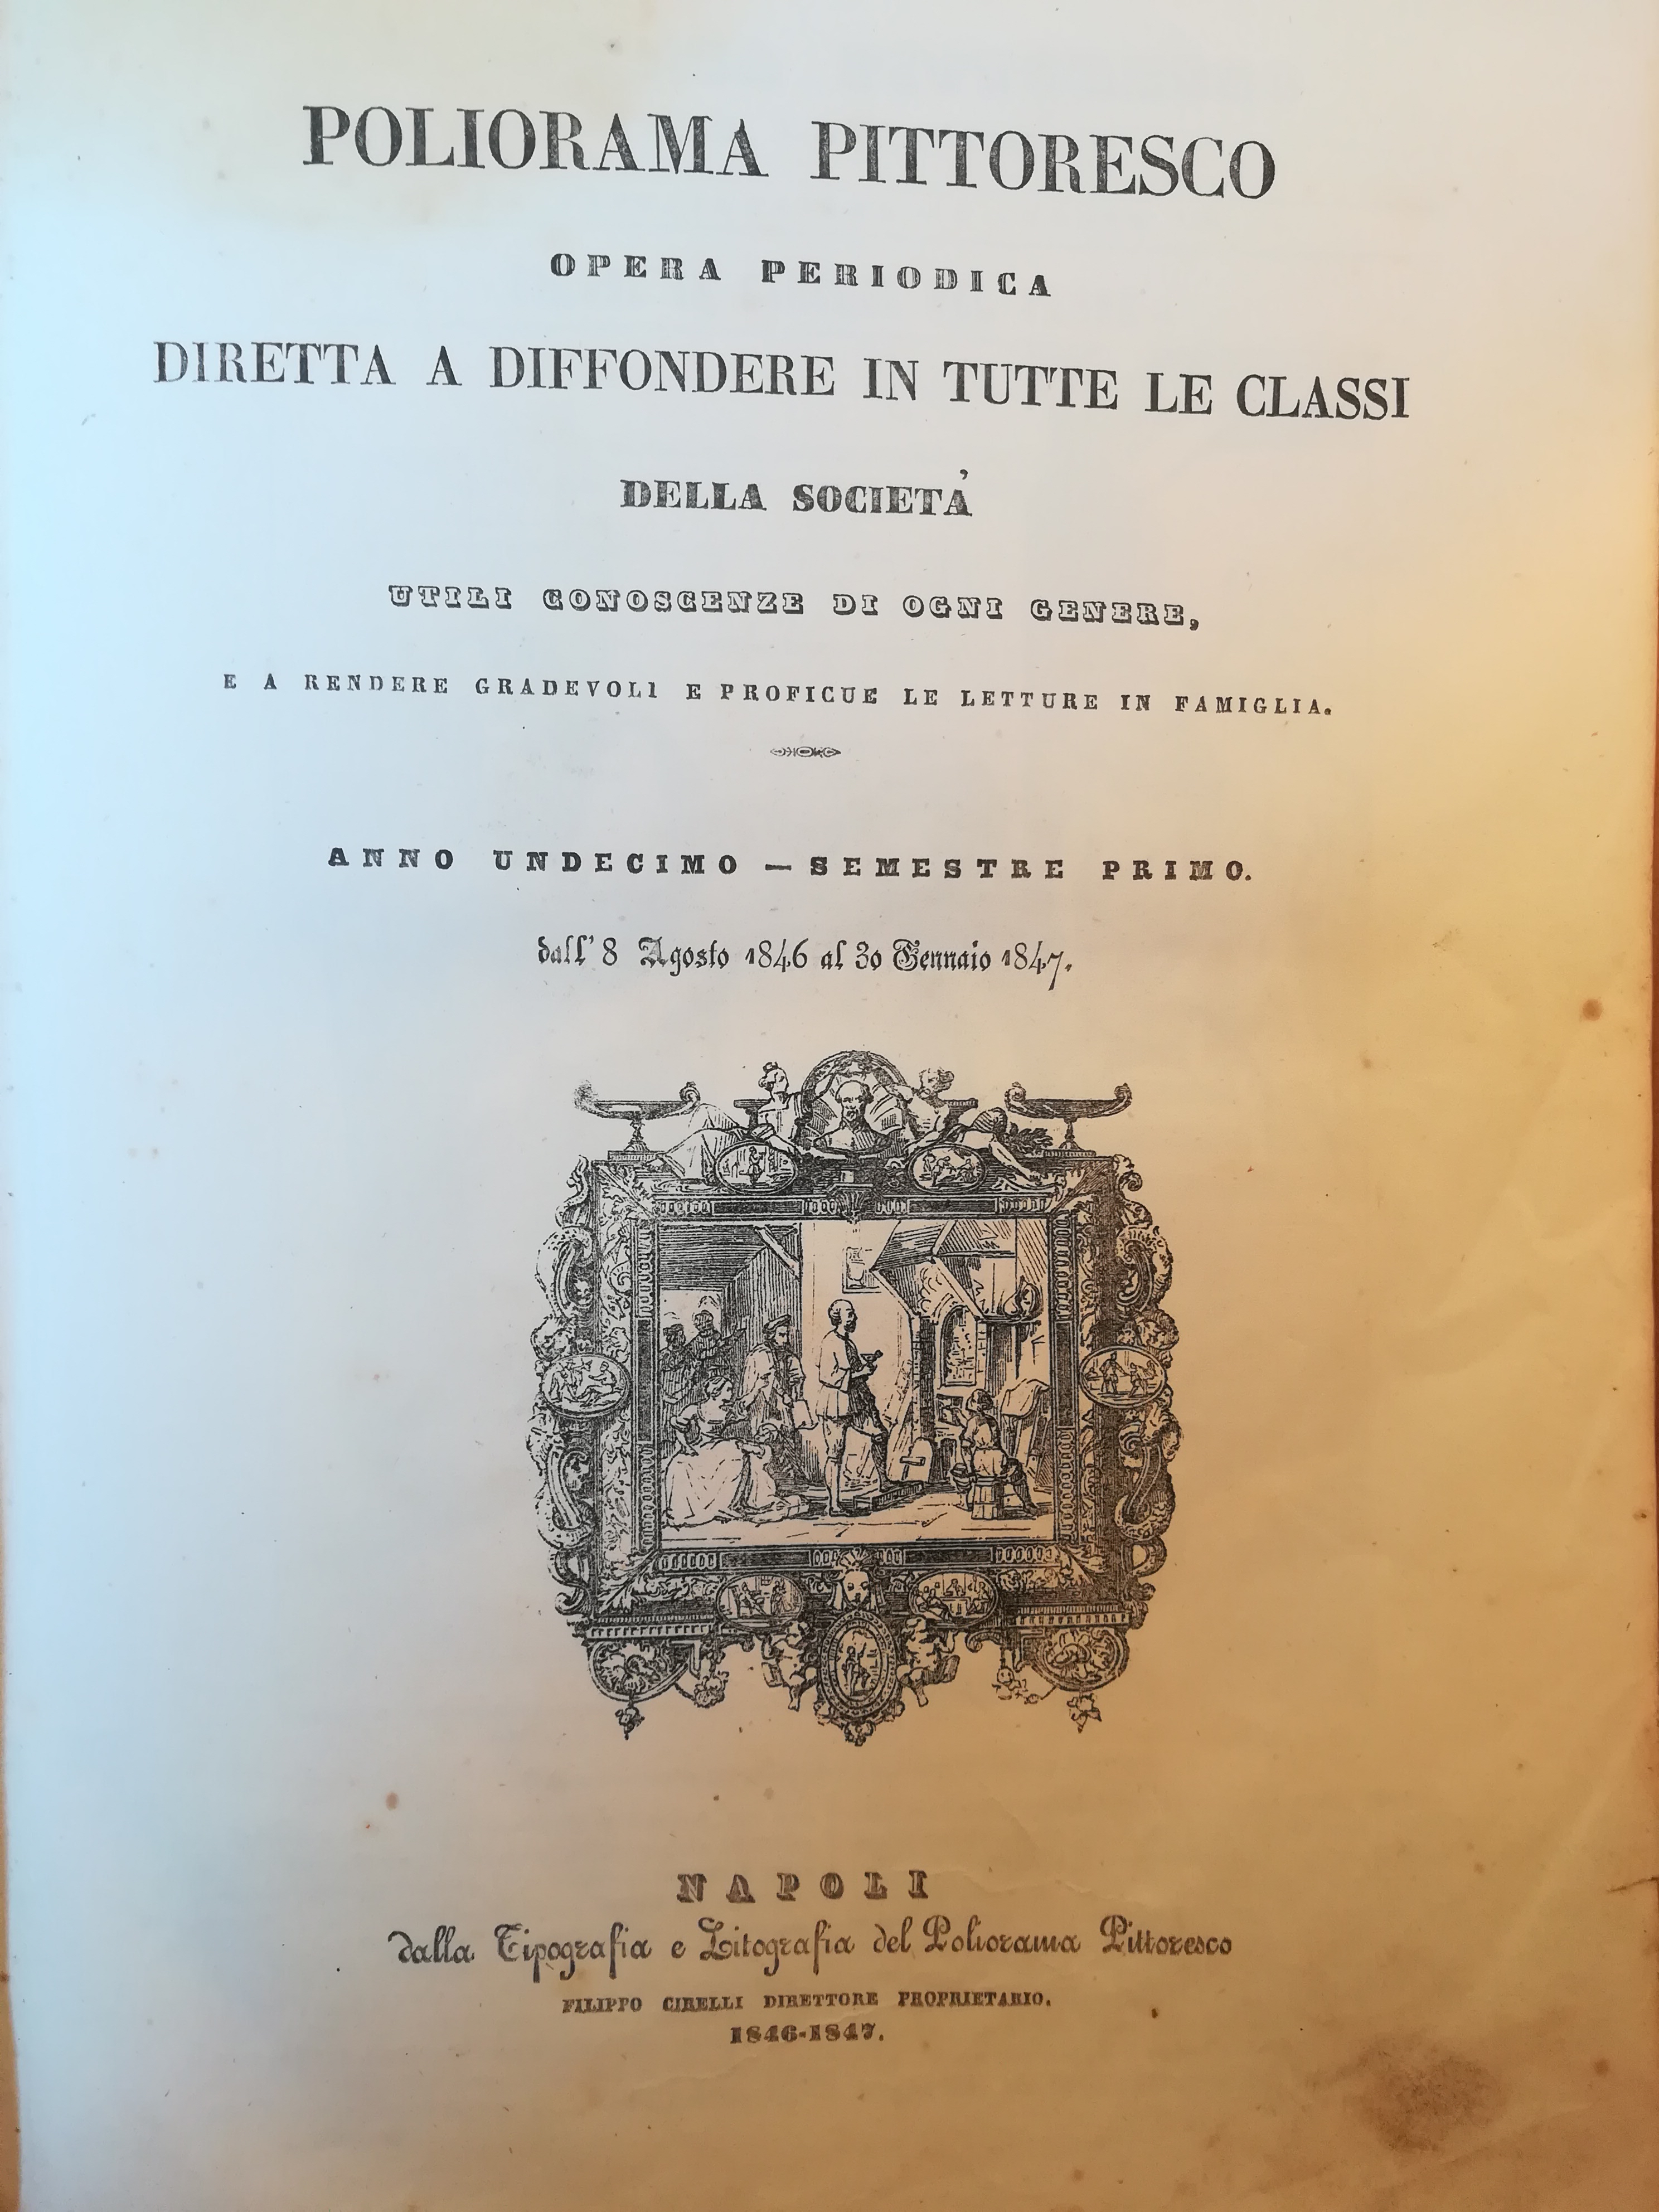 POLIORAMA PITTORESCO
OPERA PERIODICA
DIRETTA A DIFFONDERE IN TUTTE LE CLASSI
DELLA SOCIETA'
UTILI CONOSCENZE DI OGNI GENERE,
E A RENDERE GRADEVOLI E PROFICUE LE LETTURE IN FAMIGLIA.
ANNO UNDECIMO — SEMESTRE PRIMO.
dall' 8 Agosto 1846 al 30 Gennaio 1847.
NAPOLI
dalla Tipografia e Litografia del Poliorama Pittoresco
FILIPPO CIRELLI DIRETTORE PROPRIETARIO.
1846-1847.